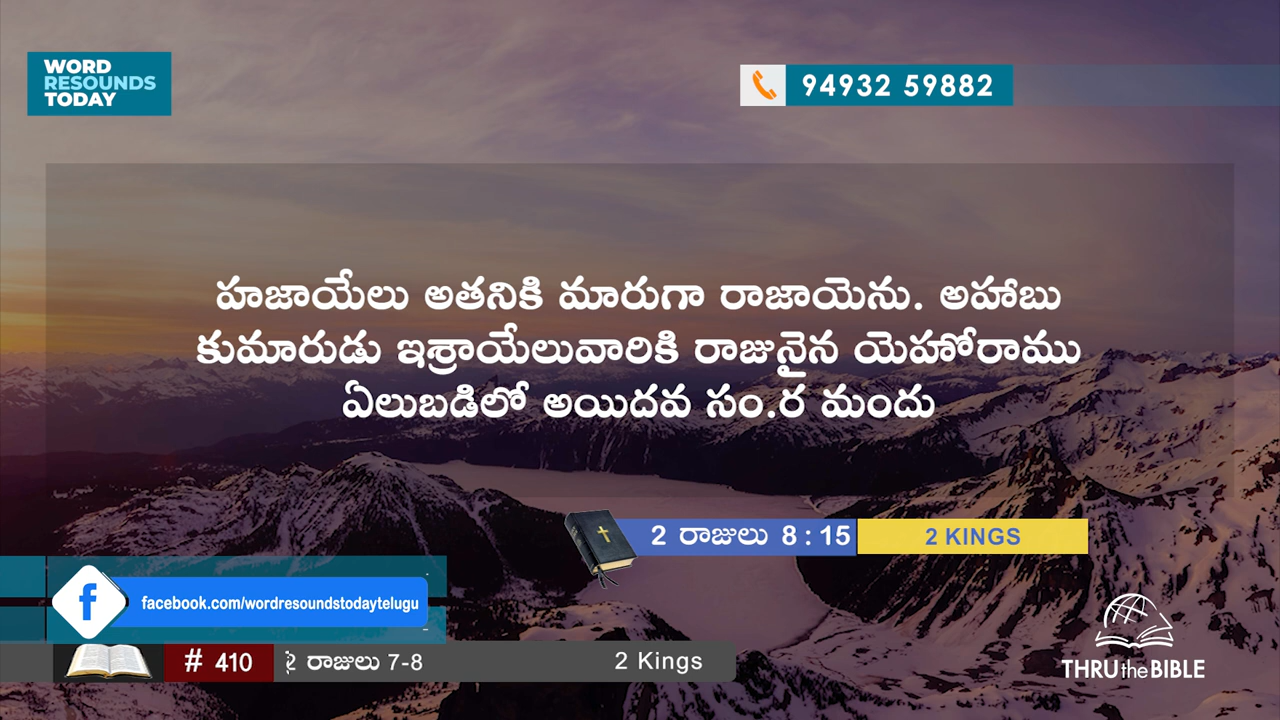 WORD
RESOUNDS
TODAY
94932 59882
హజాయేలు అతనికి మారుగా రాజాయెను. అహాబు
కుమారుడు ఇశ్రాయేలువారికి రాజునైన యెహోరాము
ఏలుబడిలో అయిదవ సం.ర మందు
2 రాజులు 8 : 15
2 KINGS
facebook.com/wordresoundstodaytelugu
# 410
రాజులు 7-8
2 Kings
THRU the BIBLE